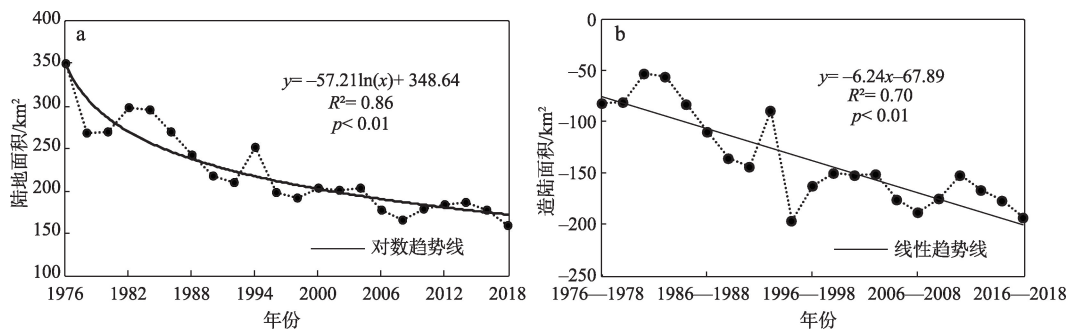 a
400
350
300
250
200
150
100
陆地面积/km²
y= –57.21ln(x)+ 348.64
R²= 0.86
p< 0.01
对数趋势线
1976 1982 1988 1994 2000 2006 2012 2018
年份
b
0
–50
–100
–150
–200
–250
造陆面积/km²
y= –6.24x–67.89
R²= 0.70
p< 0.01
线性趋势线
1976—1978 1986—1988 1996—1998 2006—2008 2016—2018
年份